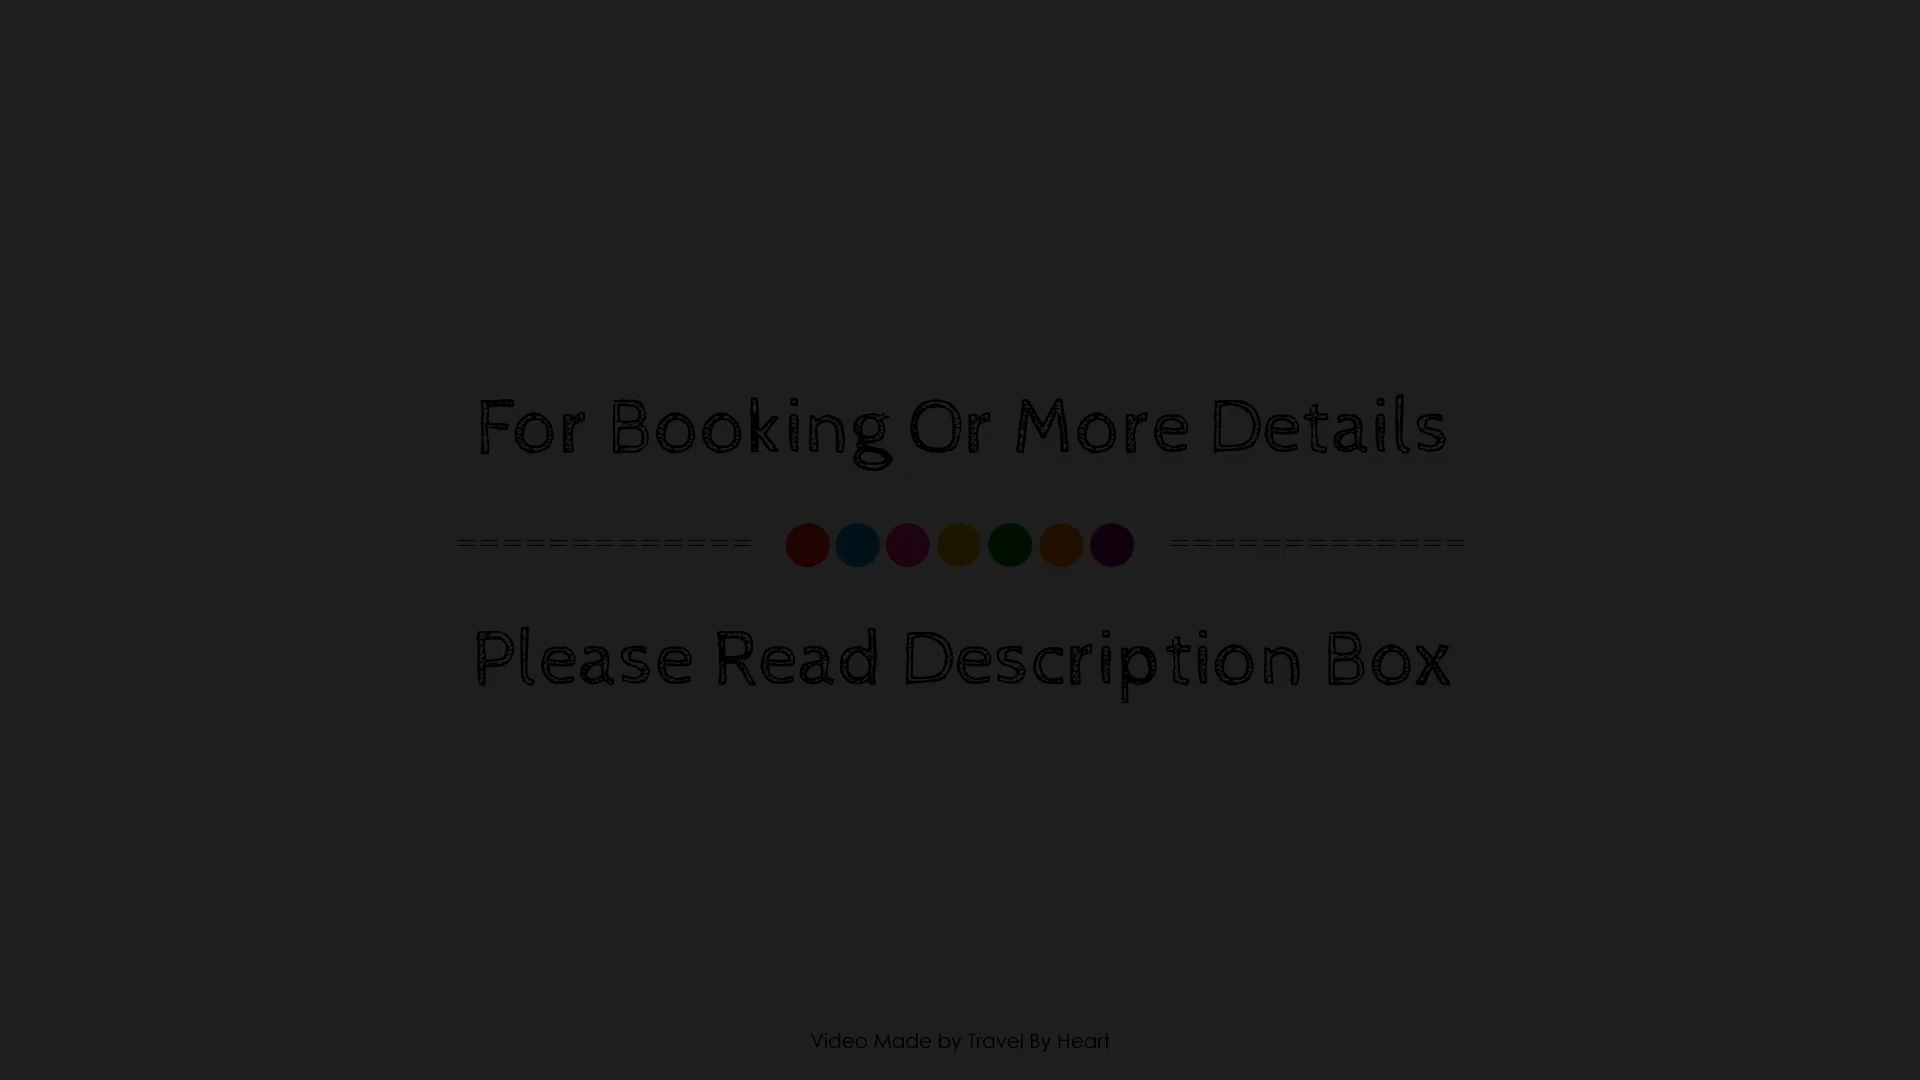 For Booking Or More Details
============= =============
Please Read Description Box
Video Made by Travel By Heart